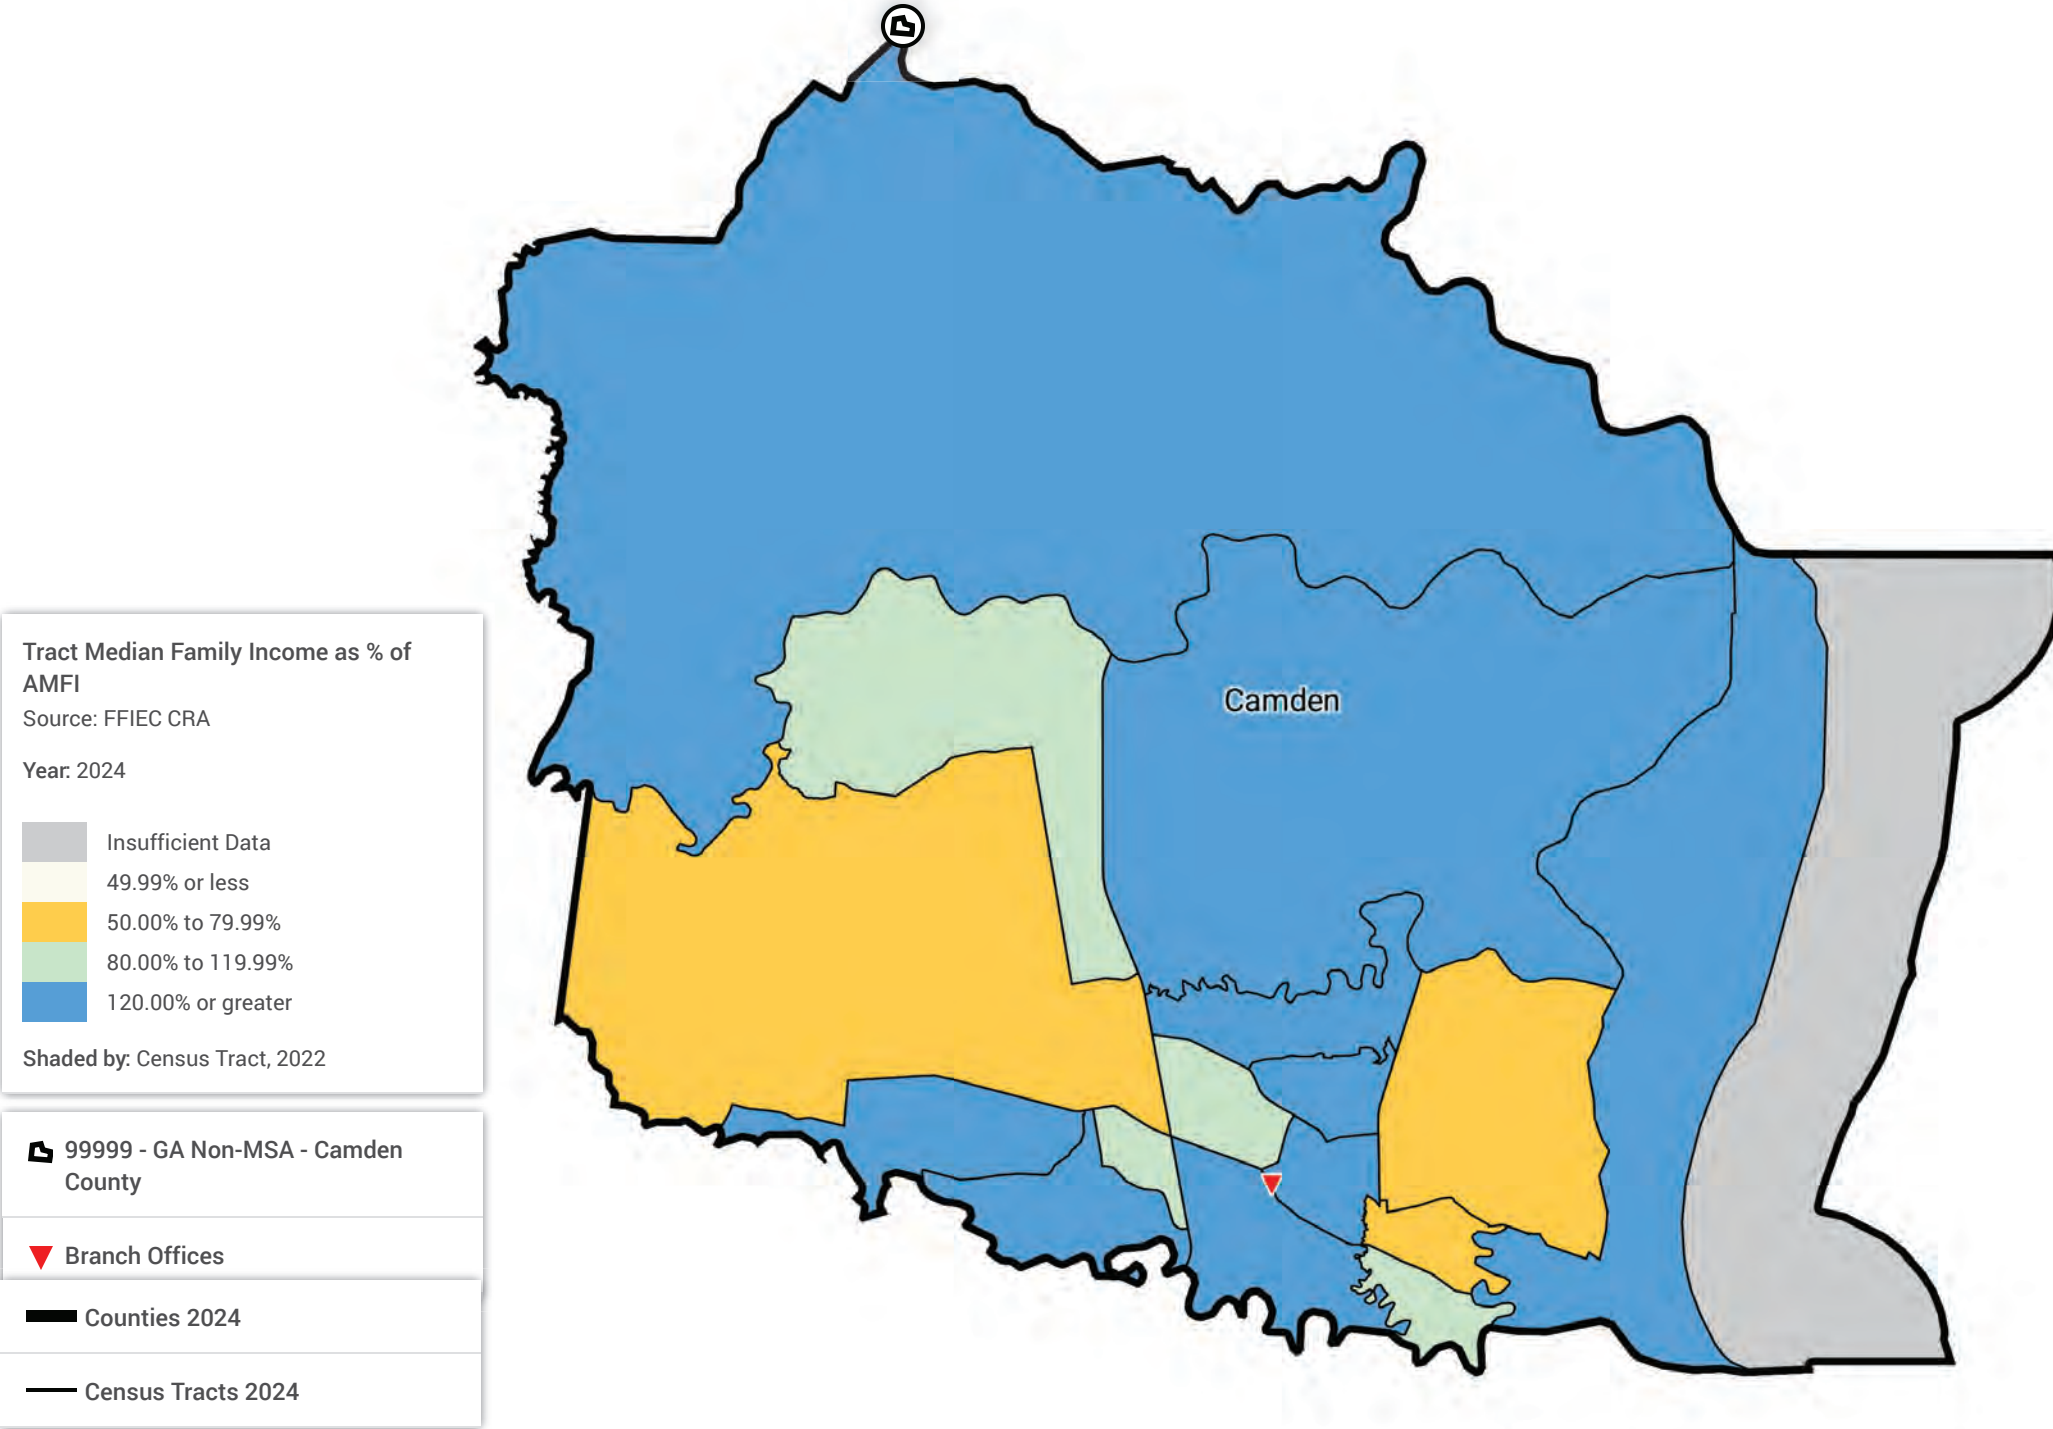 Camden
Tract Median Family Income as % of
AMFI
Source: FFIEC CRA
Year: 2024
Insufficient Data
49.99% or less
50.00% to 79.99%
80.00% to 119.99%
120.00% or greater
Shaded by: Census Tract, 2022
99999 - GA Non-MSA - Camden
County
Branch Offices
Counties 2024
Census Tracts 2024